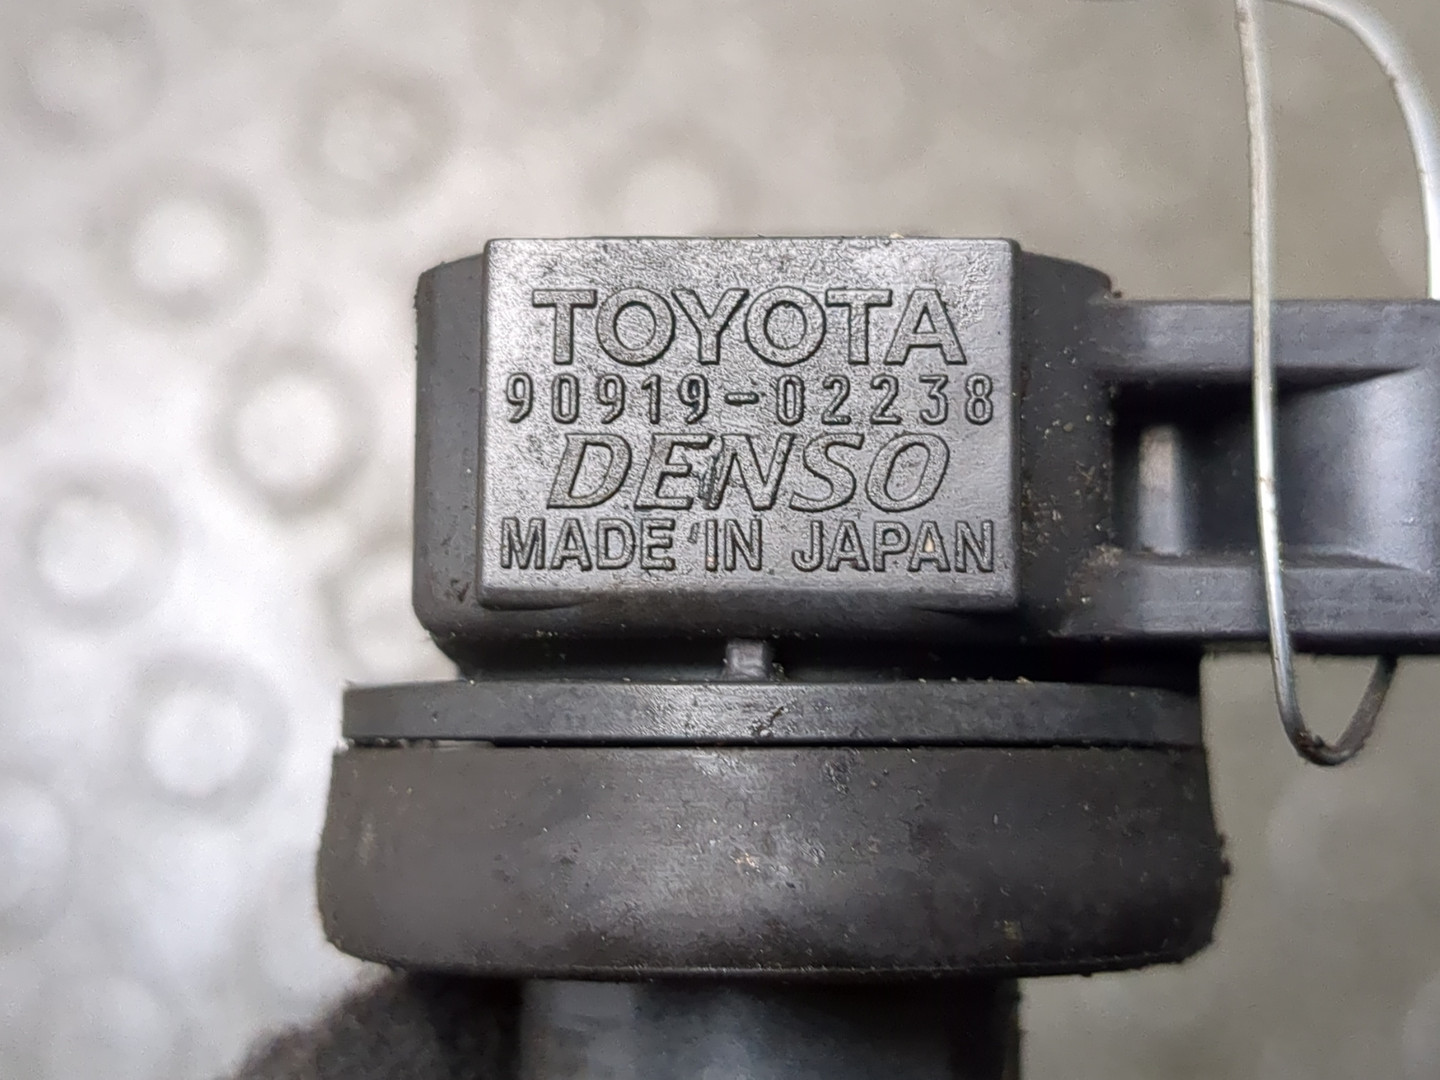 TOYOTA
90919-02238
DENSO
MADE IN JAPAN